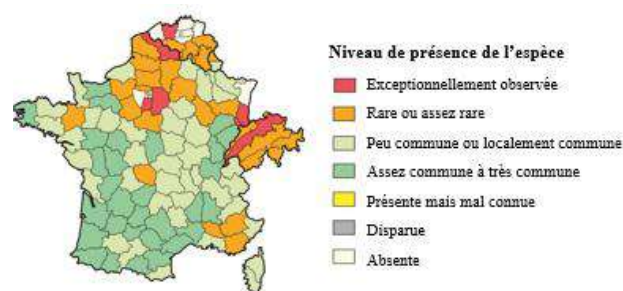 Niveau de présence de l'espèce
Exceptionnellement observée
Rare ou assez rare
Peu commune ou localement commune
Assez commune à très commune
Présente mais mal connue
Disparue
Absente